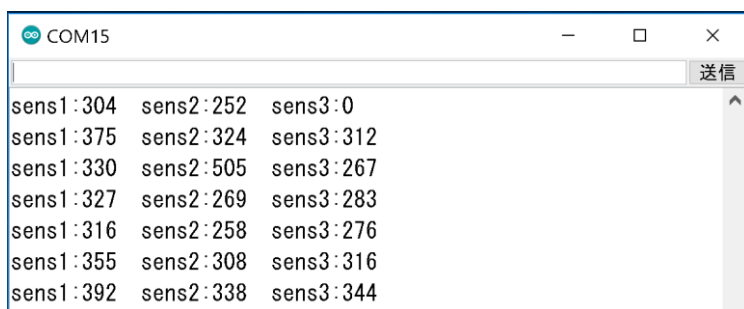 COM15
送信
sens1:304 sens2:252 sens3:0
sens1:375 sens2:324 sens3:312
sens1:330 sens2:505 sens3:267
sens1:327 sens2:269 sens3:283
sens1:316 sens2:258 sens3:276
sens1:355 sens2:308 sens3:316
sens1:392 sens2:338 sens3:344